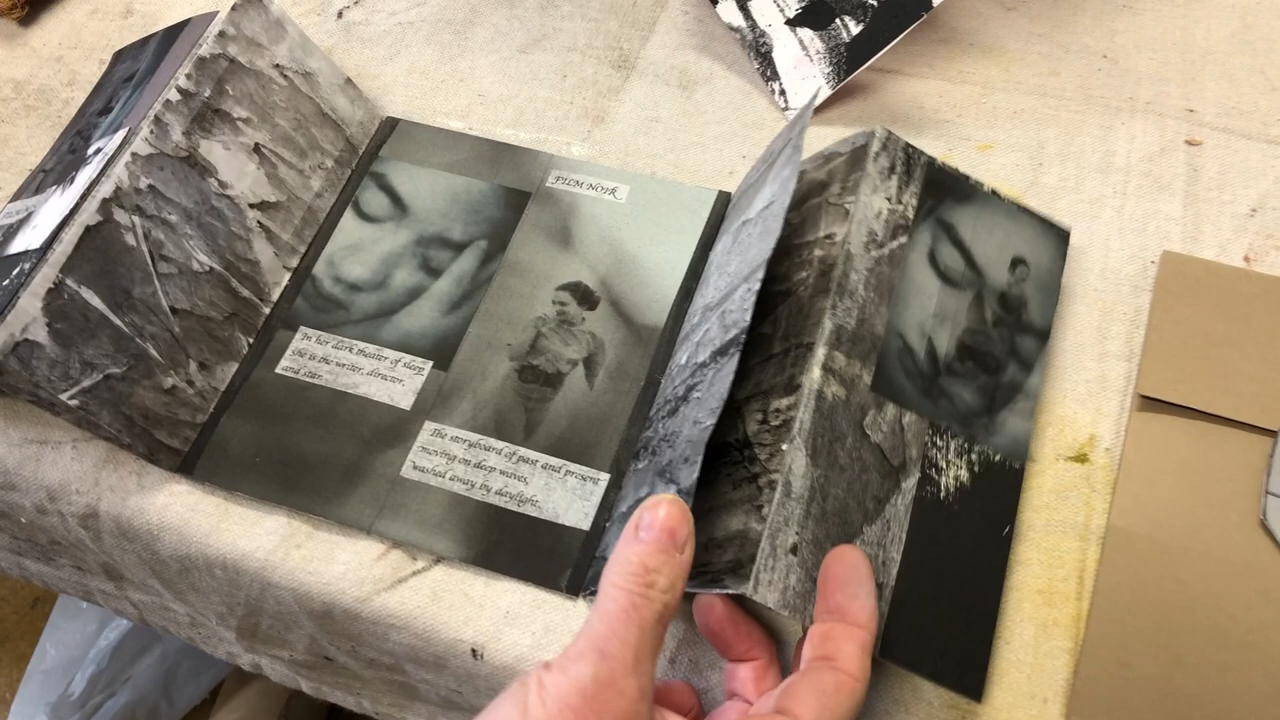 FILM NOIR
In her dark theater of sleep
she is the writer, director,
and star.
The storyboard of past and present
moving on deep waves,
washed away by daylight.